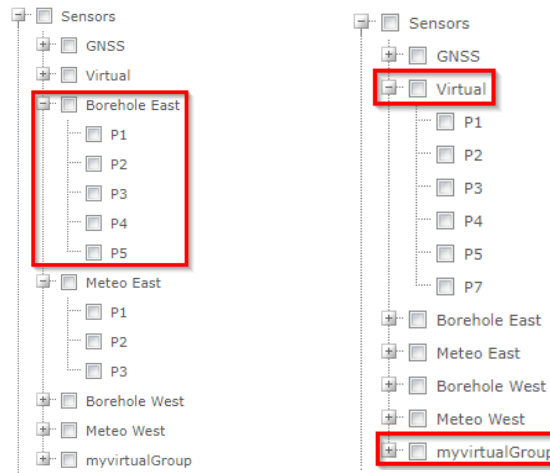 Sensors
GNSS
Virtual
Borehole East
P1
P2
P3
P4
P5
Meteo East
P1
P2
P3
Borehole West
Meteo West
myvirtualGroup
Sensors
GNSS
Virtual
P1
P2
P3
P4
P5
P7
Borehole East
Meteo East
Borehole West
Meteo West
myvirtualGroup